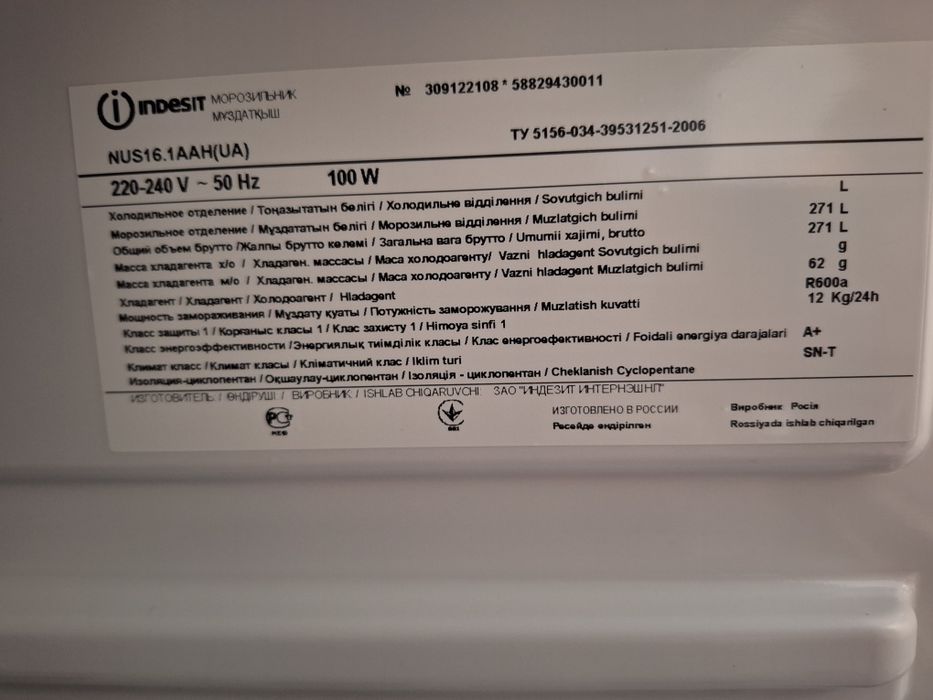 indesit МОРОЗИЛЬНИК
МҰЗДАТҚЫШ
№ 309122108 * 58829430011
ТУ 5156-034-39531251-2006
NUS16.1AAH(UA)
220-240 V ~ 50 Hz 100 W
Холодильное отделение / Тоңазытатын бөлігі / Холодильне відділення / Sovutgich bulimi L
Морозильное отделение / Мұздататын бөлігі / Морозильне відділення / Muzlatgich bulimi 271 L
Общий объем брутто /Жалпы брутто көлемі / Загальна вага брутто / Umumii xajimi, brutto 271 L
Масса хладагента х/о / Хладаген. массасы / Маса холодоагенту/ Vazni hladagent Sovutgich bulimi g
Масса хладагента м/о / Хладаген. массасы / Маса холодоагенту / Vazni hladagent Muzlatgich bulimi 62 g
Хладагент / Хладагент / Холодоагент / Hladagent R600a
Мощность замораживания / Мұздату қуаты / Потужність заморожування / Muzlatish kuvatti 12 Kg/24h
Класс защиты 1 / Корғаныс класы 1 / Клас захисту 1 / Himoya sinfi 1
Класс энергоэффективности /Энергиялық тиімділік класы / Клас енергоефективності / Foidali energiya darajalari A+
Климат класс /Климат класы / Кліматичний клас / Iklim turi SN-T
Изоляция-циклопентан / Оқшаулау-циклопентан / Ізоляція - циклопентан / Cheklanish Cyclopentane
ИЗГОТОВИТЕЛЬ / ӨНДІРУШІ / ВИРОБНИК / ISHLAB CHIQARUVCHI: ЗАО "ИНДЕЗИТ ИНТЕРНЭШНЛ"
ИЗГОТОВЛЕНО В РОССИИ
Ресейде өндірілген
Виробник Росія
Rossiyada ishlab chiqarilgan